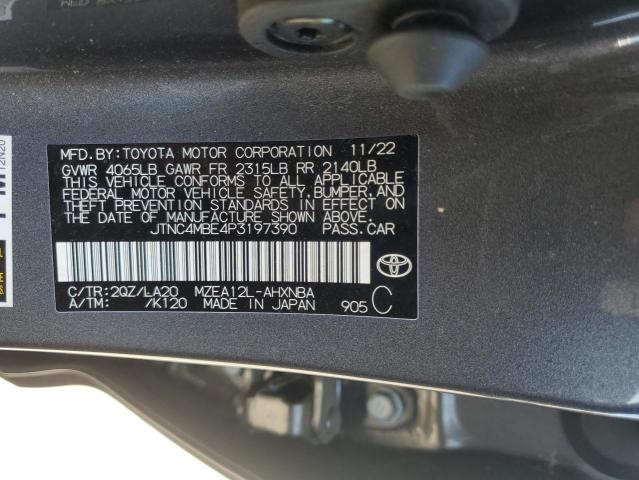 MFD.BY:TOYOTA MOTOR CORPORATION 11/22
GVWR 4065LB GAWR FR 2315LB RR 2140LB
THIS VEHICLE CONFORMS TO ALL APPLICABLE
FEDERAL MOTOR VEHICLE SAFETY, BUMPER, AND
THEFT PREVENTION STANDARDS IN EFFECT ON
THE DATE OF MANUFACTURE SHOWN ABOVE.
JTNC4MBE4P3197390 PASS.CAR
C/TR:2QZ/LA20 MZEA12L-AHXNBA
A/TM: /K120 MADE IN JAPAN 905 C